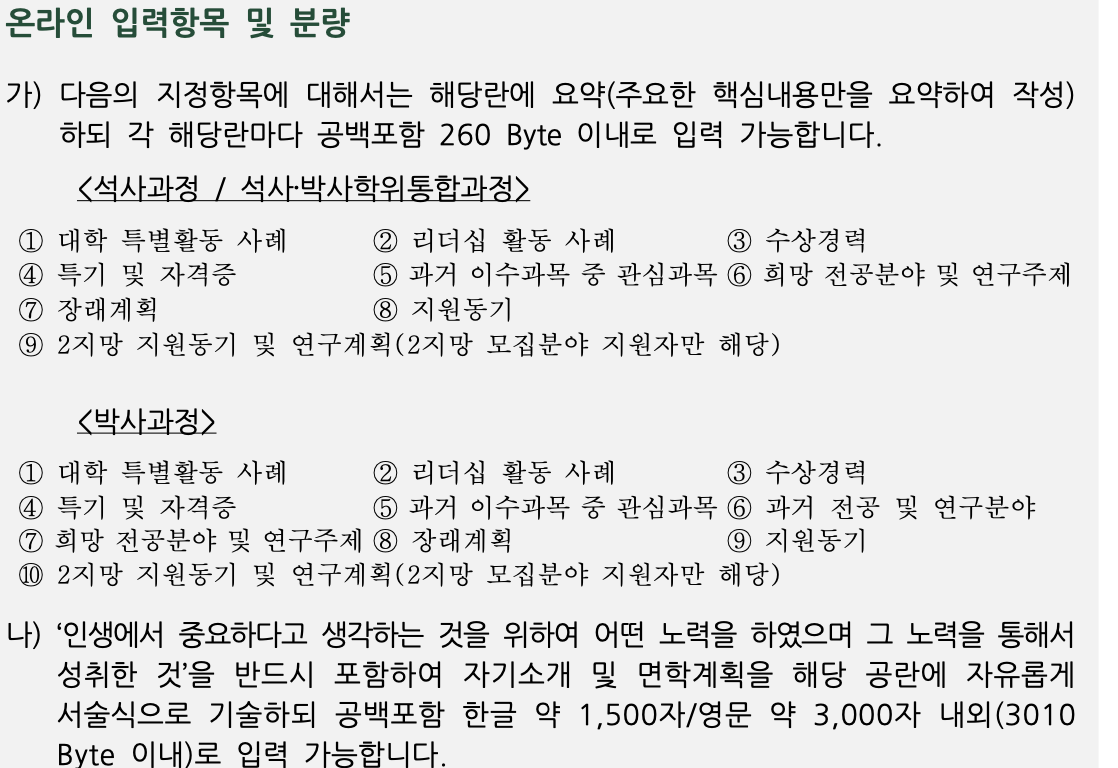 온라인 입력항목 및 분량
가) 다음의 지정항목에 대해서는 해당란에 요약(주요한 핵심내용만을 요약하여 작성)
하되 각 해당란마다 공백포함 260 Byte 이내로 입력 가능합니다.
<석사과정 / 석사·박사학위통합과정>
① 대학 특별활동 사례 ② 리더십 활동 사례 ③ 수상경력
④ 특기 및 자격증 ⑤ 과거 이수과목 중 관심과목 ⑥ 희망 전공분야 및 연구주제
⑦ 장래계획 ⑧ 지원동기
⑨ 2지망 지원동기 및 연구계획(2지망 모집분야 지원자만 해당)
<박사과정>
① 대학 특별활동 사례 ② 리더십 활동 사례 ③ 수상경력
④ 특기 및 자격증 ⑤ 과거 이수과목 중 관심과목 ⑥ 과거 전공 및 연구분야
⑦ 희망 전공분야 및 연구주제 ⑧ 장래계획 ⑨ 지원동기
⑩ 2지망 지원동기 및 연구계획(2지망 모집분야 지원자만 해당)
나) ‘인생에서 중요하다고 생각하는 것을 위하여 어떤 노력을 하였으며 그 노력을 통해서
성취한 것’을 반드시 포함하여 자기소개 및 면학계획을 해당 공란에 자유롭게
서술식으로 기술하되 공백포함 한글 약 1,500자/영문 약 3,000자 내외(3010
Byte 이내)로 입력 가능합니다.